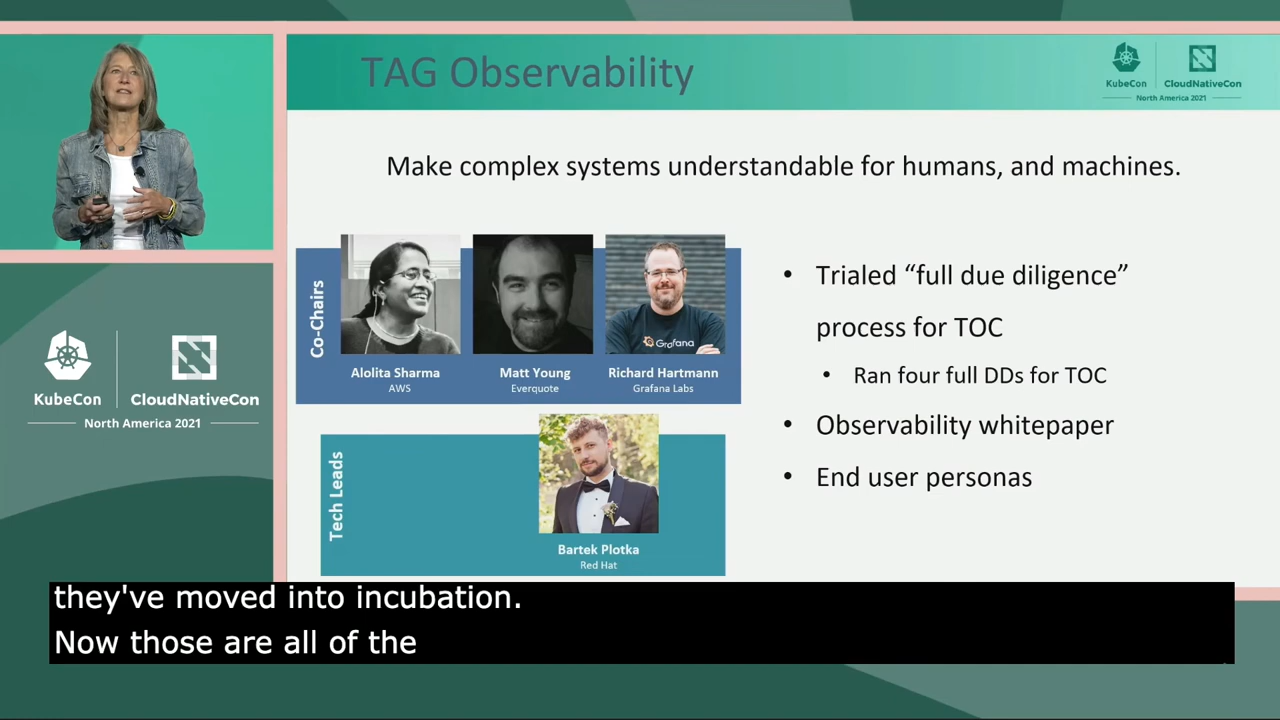 TAG Observability
KubeCon
CloudNativeCon
North America 2021
Make complex systems understandable for humans, and machines.
Co-Chairs
Grafana
Alolita Sharma
AWS
Matt Young
Everquote
Richard Hartmann
Grafana Labs
Tech Leads
Bartek Plotka
Red Hat
• Trialed “full due diligence”
process for TOC
• Ran four full DDs for TOC
• Observability whitepaper
• End user personas
KubeCon
CloudNativeCon
North America 2021
they've moved into incubation.
Now those are all of the